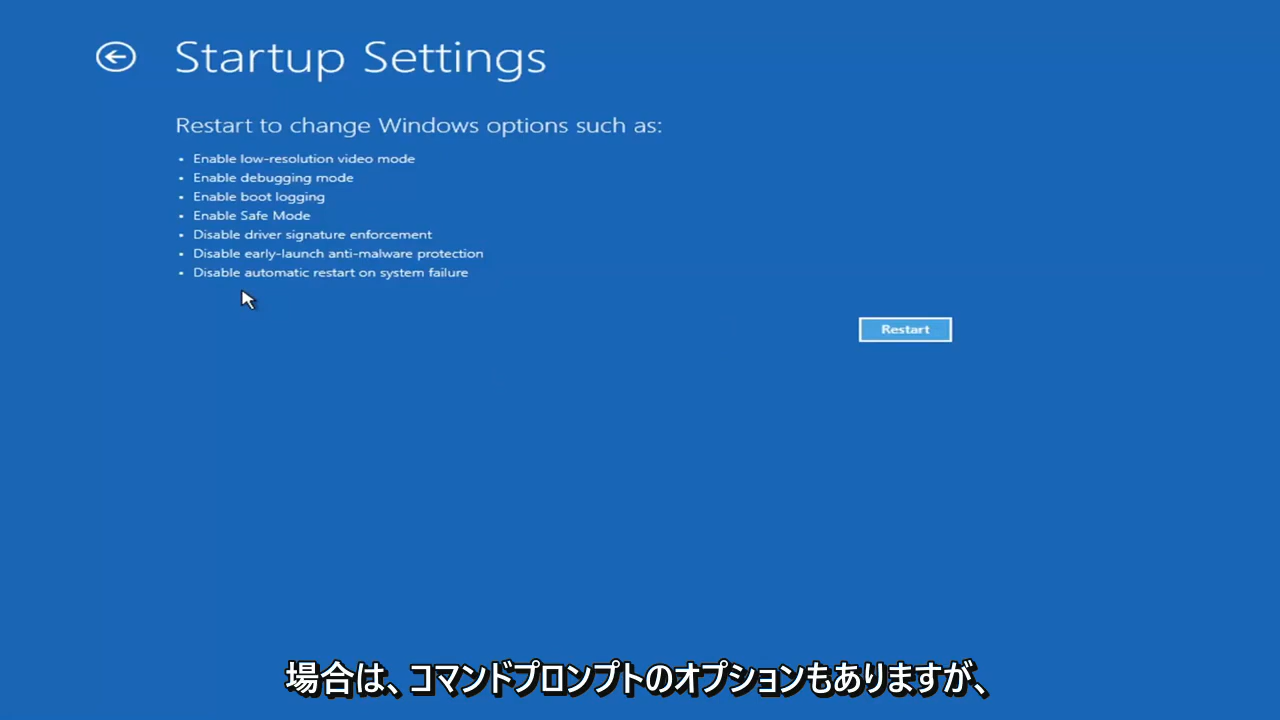 Startup Settings
Restart to change Windows options such as:
• Enable low-resolution video mode
• Enable debugging mode
• Enable boot logging
• Enable Safe Mode
• Disable driver signature enforcement
• Disable early-launch anti-malware protection
• Disable automatic restart on system failure
Restart
場合は、コマンドプロンプトのオプションもありますが、